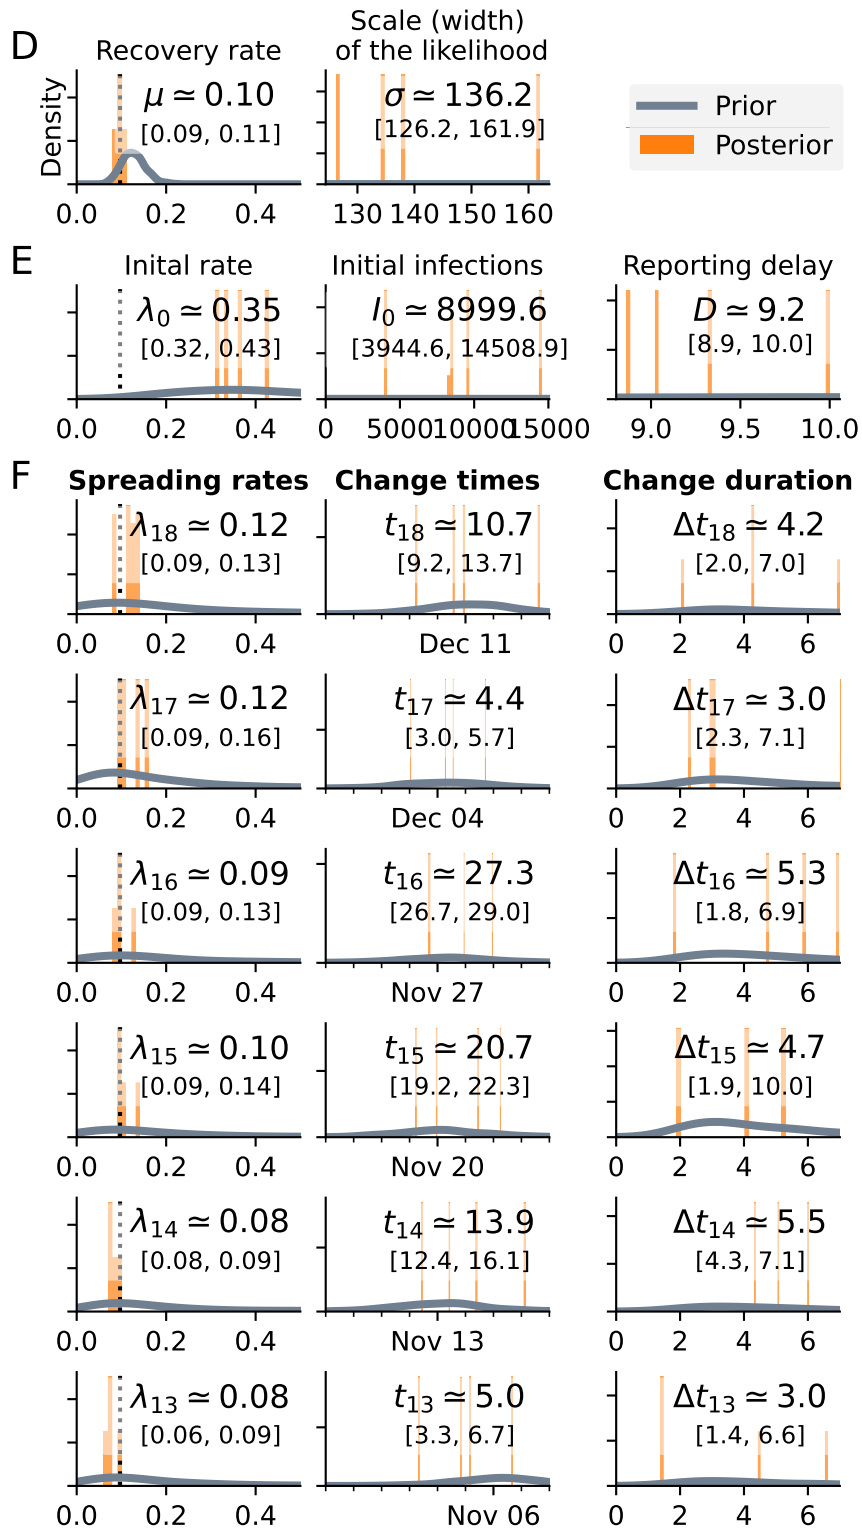 D
Recovery rate
Scale (width)
of the likelihood
Density
μ ≃ 0.10
[0.09, 0.11]
σ ≃ 136.2
[126.2, 161.9]
Prior
Posterior
0.0 0.2 0.4
130 140 150 160
E
Inital rate
Initial infections
Reporting delay
λ0 ≃ 0.35
[0.32, 0.43]
I0 ≃ 8999.6
[3944.6, 14508.9]
D ≃ 9.2
[8.9, 10.0]
0.0 0.2 0.4
0 5000 10000 15000
9.0 9.5 10.0
F
Spreading rates
Change times
Change duration
λ18 ≃ 0.12
[0.09, 0.13]
t18 ≃ 10.7
[9.2, 13.7]
Δt18 ≃ 4.2
[2.0, 7.0]
0.0 0.2 0.4
Dec 11
0 2 4 6
λ17 ≃ 0.12
[0.09, 0.16]
t17 ≃ 4.4
[3.0, 5.7]
Δt17 ≃ 3.0
[2.3, 7.1]
0.0 0.2 0.4
Dec 04
0 2 4 6
λ16 ≃ 0.09
[0.09, 0.13]
t16 ≃ 27.3
[26.7, 29.0]
Δt16 ≃ 5.3
[1.8, 6.9]
0.0 0.2 0.4
Nov 27
0 2 4 6
λ15 ≃ 0.10
[0.09, 0.14]
t15 ≃ 20.7
[19.2, 22.3]
Δt15 ≃ 4.7
[1.9, 10.0]
0.0 0.2 0.4
Nov 20
0 2 4 6
λ14 ≃ 0.08
[0.08, 0.09]
t14 ≃ 13.9
[12.4, 16.1]
Δt14 ≃ 5.5
[4.3, 7.1]
0.0 0.2 0.4
Nov 13
0 2 4 6
λ13 ≃ 0.08
[0.06, 0.09]
t13 ≃ 5.0
[3.3, 6.7]
Δt13 ≃ 3.0
[1.4, 6.6]
0.0 0.2 0.4
Nov 06
0 2 4 6